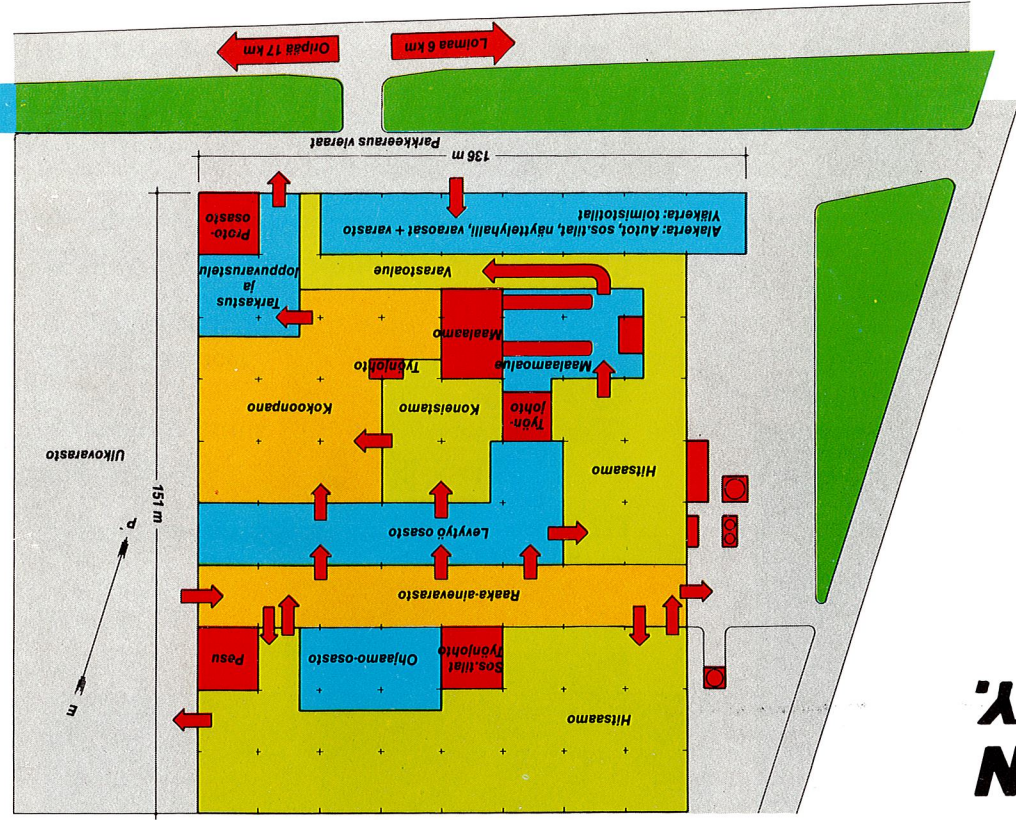 N
Y.
Hitsaamo
m
p.
Sos.tilat
Työnjohto
Ohjaamo-osasto
Pesu
Raaka-ainevarasto
Levytyö osasto
151 m
Hitsaamo
Ulkovarasto
Työn-
johto
Koneistamo
Kokoonpano
Maalaamoalue
Työnjohto
Maalaamo
Tarkastus
ja
loppuvarustelu
Varastoalue
Alakerta: Autot, sos.tilat, näyttelyhalli, varaosat + varasto
Yläkerta: toimistotilat
Proto-
osasto
136 m
Parkkeeraus vieraat
Loimaa 6 km
Oripää 17 km